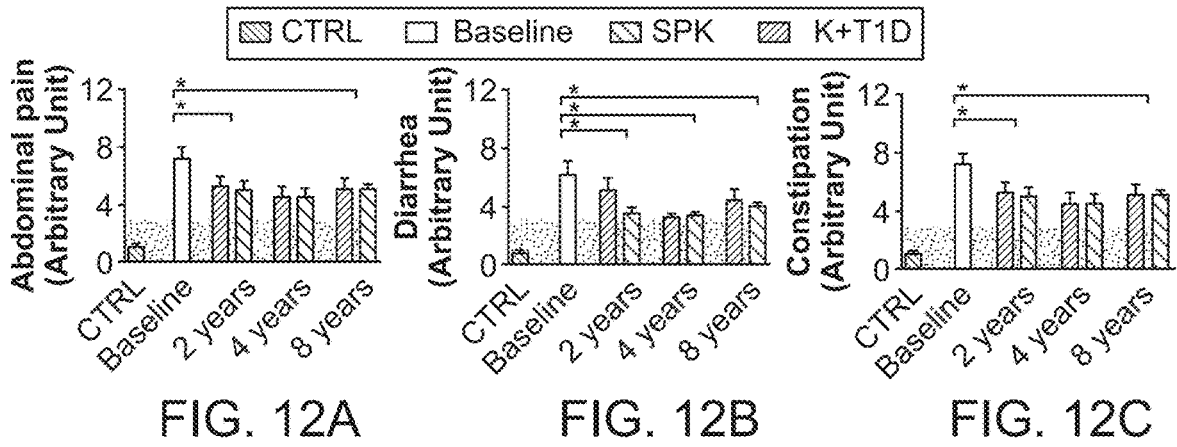 CTRL Baseline SPK K+T1D
Abdominal pain
(Arbitrary Unit)
12
8
4
0
*
*
CTRL
Baseline
2 years
4 years
8 years
FIG. 12A
Diarrhea
(Arbitrary Unit)
12
8
4
0
*
*
*
CTRL
Baseline
2 years
4 years
8 years
FIG. 12B
Constipation
(Arbitrary Unit)
12
8
4
0
*
*
CTRL
Baseline
2 years
4 years
8 years
FIG. 12C